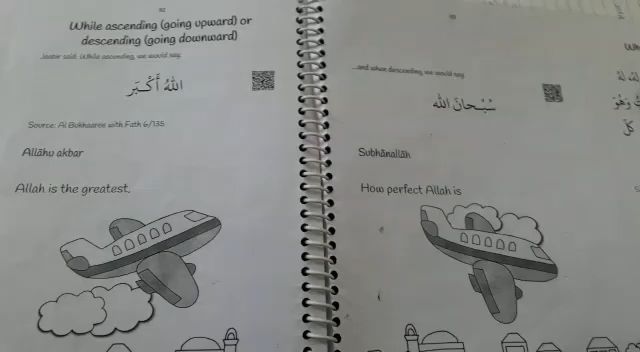 92
While ascending (going upward) or
descending (going downward)
Jaabir said: While ascending, we would say
اللهُ أَكْبَر
Source: Al Bukhaaree with Fath 6/135
Allāhu akbar
Allah is the greatest.
...and when descending we would say
سُبْحانَ الله
Subhānallāh
How perfect Allah is
وَهُوَ